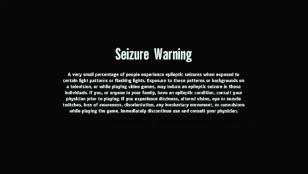 Seizure Warning
A very small percentage of people experience epileptic seizures when exposed to
certain light patterns or flashing lights. Exposure to these patterns or backgrounds on
a television, or while playing video games, may induce an epileptic seizure in these
individuals. If you, or anyone in your family, have an epileptic condition, consult your
physician prior to playing. If you experience dizziness, altered vision, eye or muscle
twitches, loss of awareness, disorientation, any involuntary movement, or convulsions
while playing the game, immediately discontinue use and consult your physician.